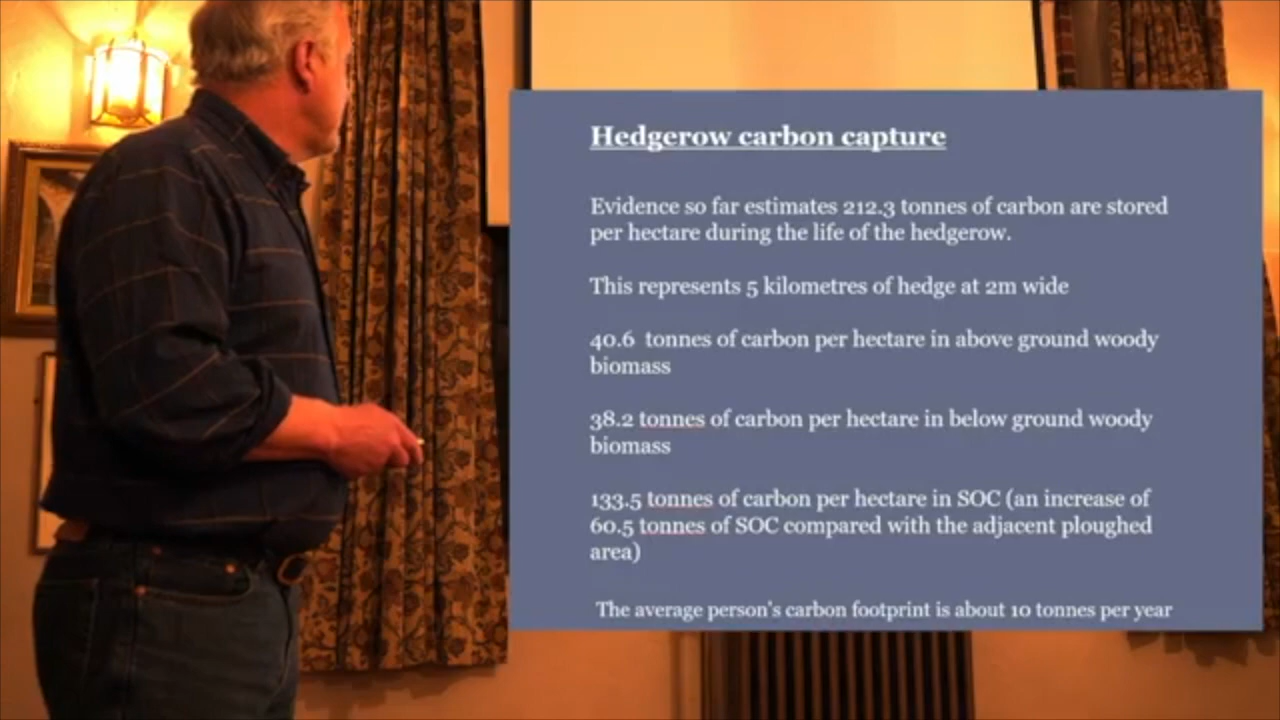 Hedgerow carbon capture
Evidence so far estimates 212.3 tonnes of carbon are stored
per hectare during the life of the hedgerow.
This represents 5 kilometres of hedge at 2m wide
40.6 tonnes of carbon per hectare in above ground woody
biomass
38.2 tonnes of carbon per hectare in below ground woody
biomass
133.5 tonnes of carbon per hectare in SOC (an increase of
60.5 tonnes of SOC compared with the adjacent ploughed
area)
The average person's carbon footprint is about 10 tonnes per year